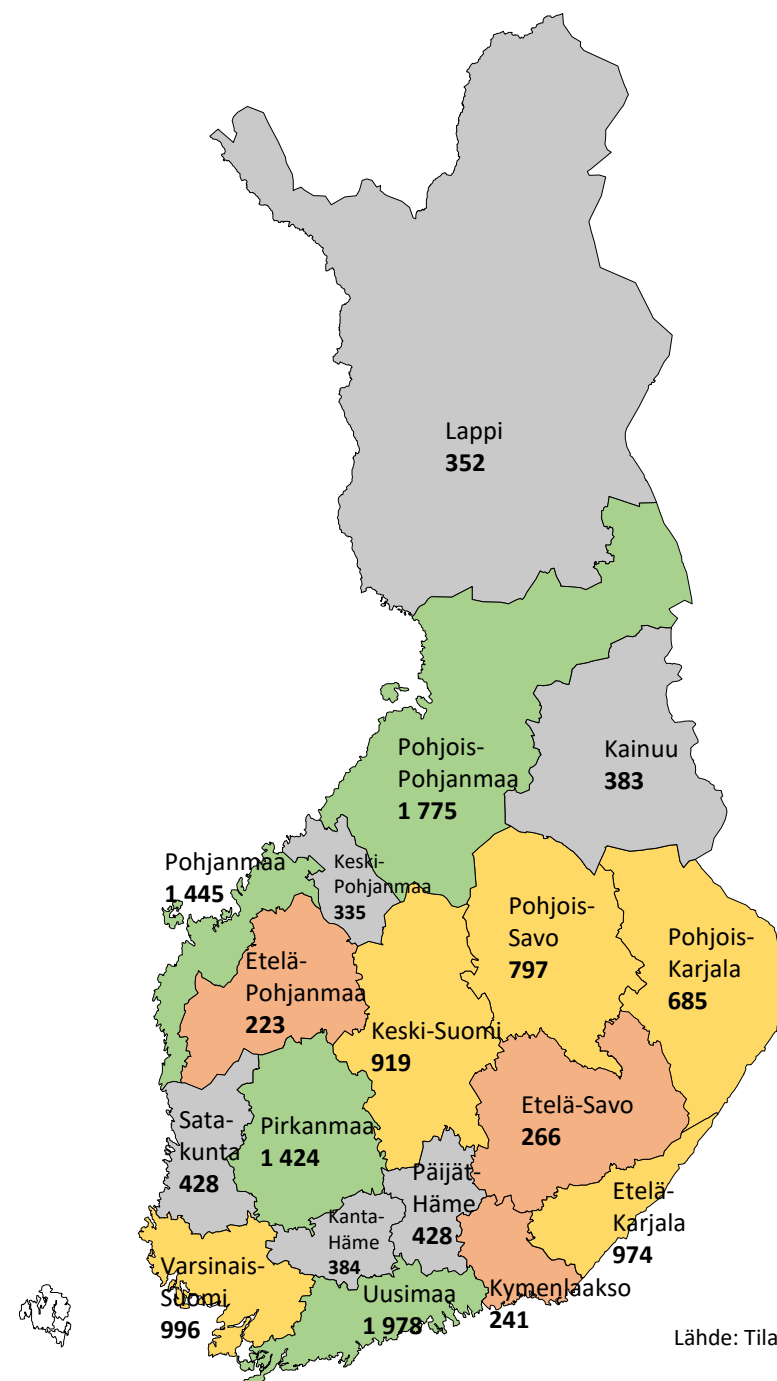 Lappi
352
Pohjois-
Pohjanmaa
1 775
Kainuu
383
Pohjanmaa
1 445
Keski-
Pohjanmaa
335
Pohjois-
Savo
797
Pohjois-
Karjala
685
Etelä-
Pohjanmaa
223
Keski-Suomi
919
Etelä-Savo
266
Sata-
kunta
428
Pirkanmaa
1 424
Päijät-
Häme
428
Etelä-
Karjala
974
Kanta-
Häme
384
Varsinais-
Suomi
996
Uusimaa
1 978
Kymenlaakso
241
Lähde: Tila